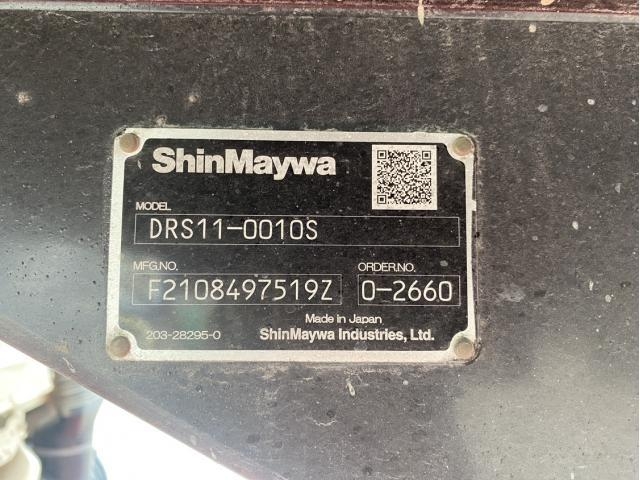 ShinMaywa
MODEL
DRS11-0010S
MFG.NO. ORDER.NO.
F2108497519Z 0-2660
Made in Japan
203-28295-0 ShinMaywa Industries, Ltd.